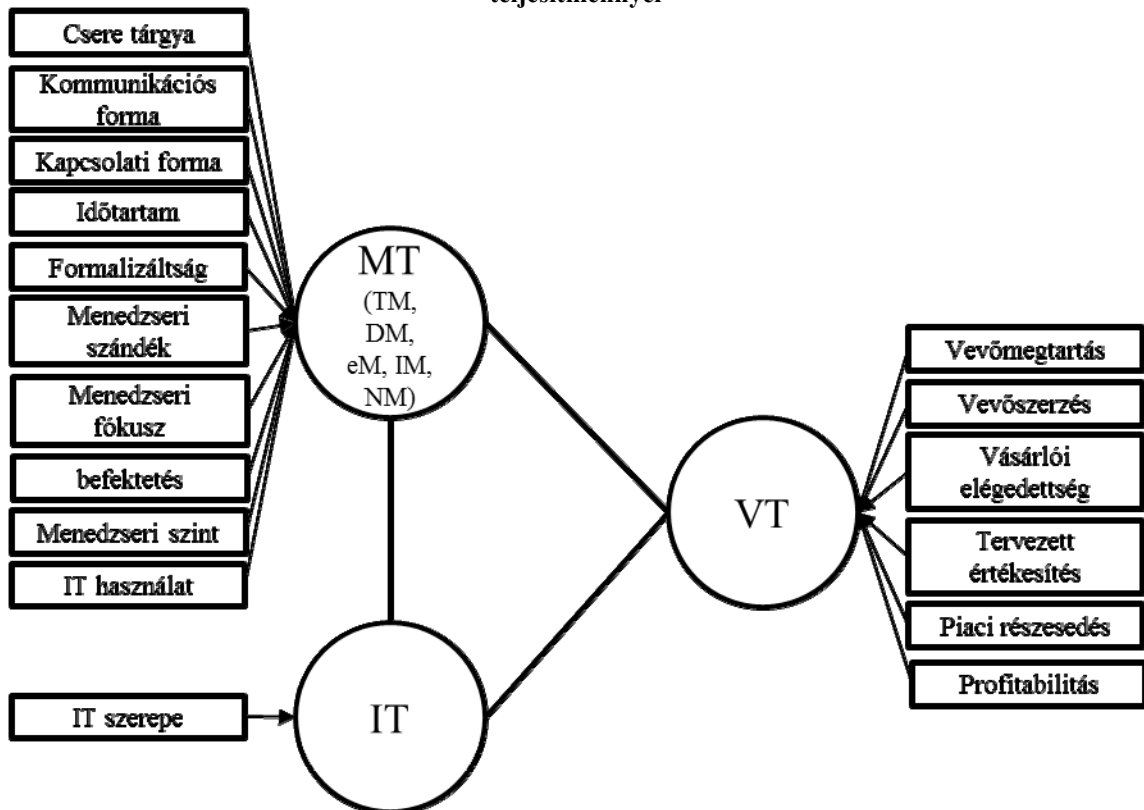 teljesítménnyel
Csere tárgya
Kommunikációs
forma
Kapcsolati forma
Időtartam
Formalizáltság
Menedzseri
szándék
Menedzseri
fókusz
befektetés
Menedzseri szint
IT használat
IT szerepe
MT
(TM,
DM,
eM, IM,
NM)
IT
VT
Vevőmegtartás
Vevőszerzés
Vásárlói
elégedettség
Tervezett
értékesítés
Piaci részesedés
Profitabilitás